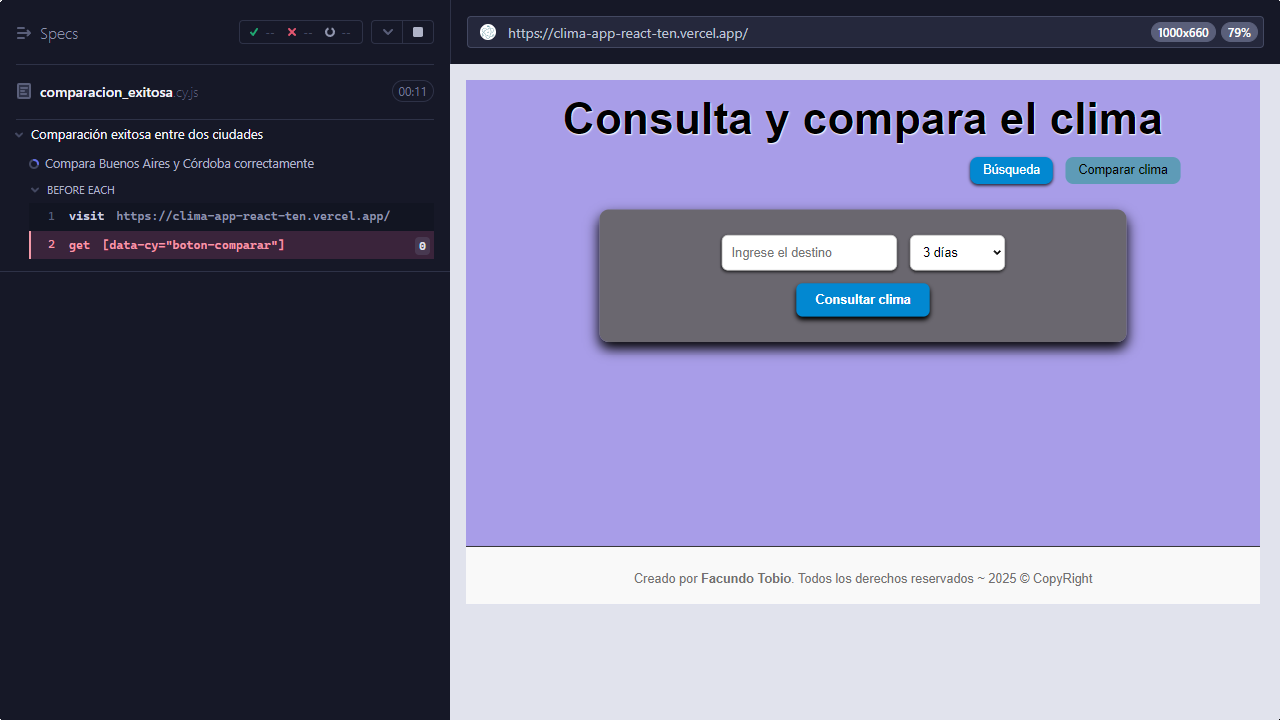 Specs
-- -- --
comparacion_exitosa.cy.js
00:11
Comparación exitosa entre dos ciudades
Compara Buenos Aires y Córdoba correctamente
BEFORE EACH
1 visit https://clima-app-react-ten.vercel.app/
2 get [data-cy="boton-comparar"] 0
https://clima-app-react-ten.vercel.app/
1000x660 79%
Consulta y compara el clima
Búsqueda Comparar clima
Ingrese el destino 3 días
Consultar clima
Creado por Facundo Tobio. Todos los derechos reservados ~ 2025 © CopyRight